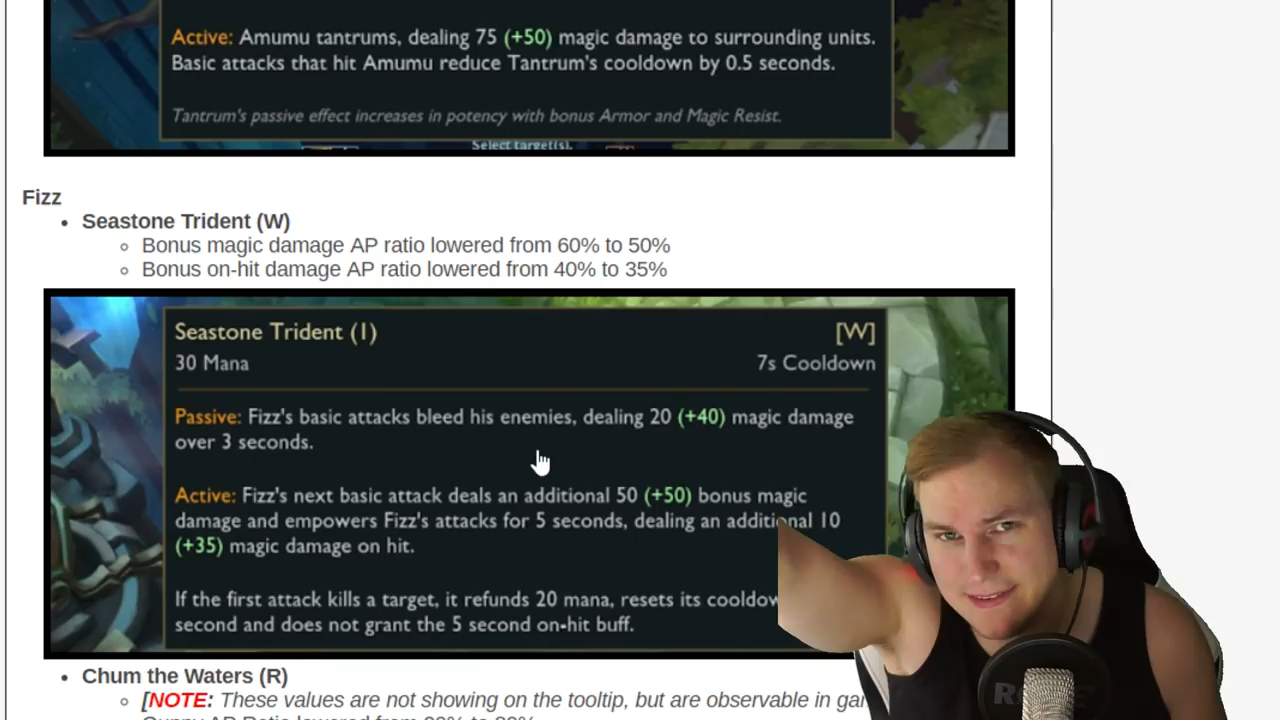 Active: Amumu tantrums, dealing 75 (+50) magic damage to surrounding units.
Basic attacks that hit Amumu reduce Tantrum's cooldown by 0.5 seconds.
Tantrum's passive effect increases in potency with bonus Armor and Magic Resist.
Select target(s).
Fizz
Seastone Trident (W)
Bonus magic damage AP ratio lowered from 60% to 50%
Bonus on-hit damage AP ratio lowered from 40% to 35%
Seastone Trident (1) [W]
30 Mana 7s Cooldown
Passive: Fizz's basic attacks bleed his enemies, dealing 20 (+40) magic damage
over 3 seconds.
Active: Fizz's next basic attack deals an additional 50 (+50) bonus magic
damage and empowers Fizz's attacks for 5 seconds, dealing an additional 10
(+35) magic damage on hit.
If the first attack kills a target, it refunds 20 mana, resets its
second and does not grant the 5 second on-hit buff.
Chum the Waters (R)
[NOTE: These values are not showing on the tooltip, but are observable in